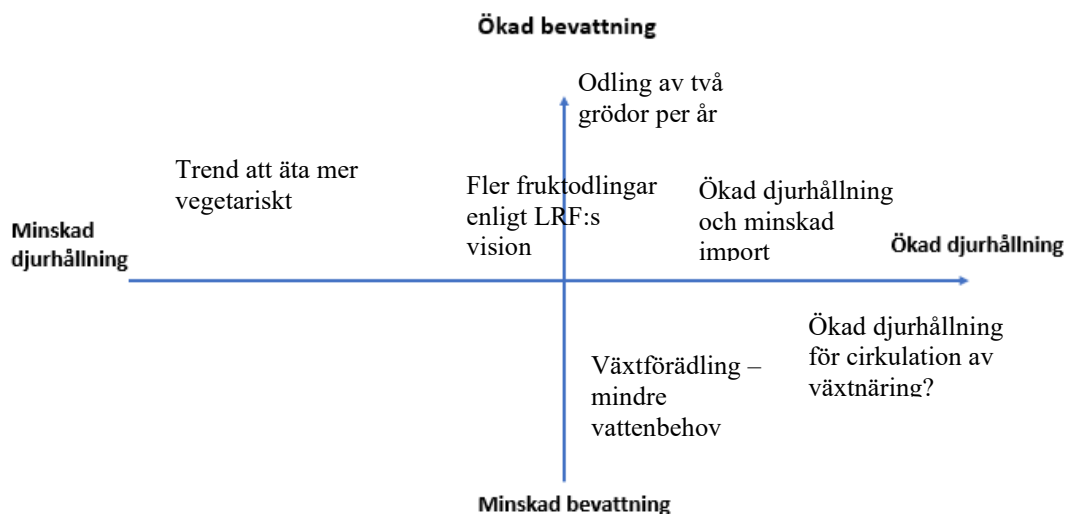 Ökad bevattning
Odling av två
grödor per år
Trend att äta mer
vegetariskt
Fler fruktodlingar
enligt LRF:s
vision
Ökad djurhållning
och minskad
import
Minskad
djurhållning
Ökad djurhållning
Ökad djurhållning
för cirkulation av
växtnäring?
Växtförädling –
mindre
vattenbehov
Minskad bevattning